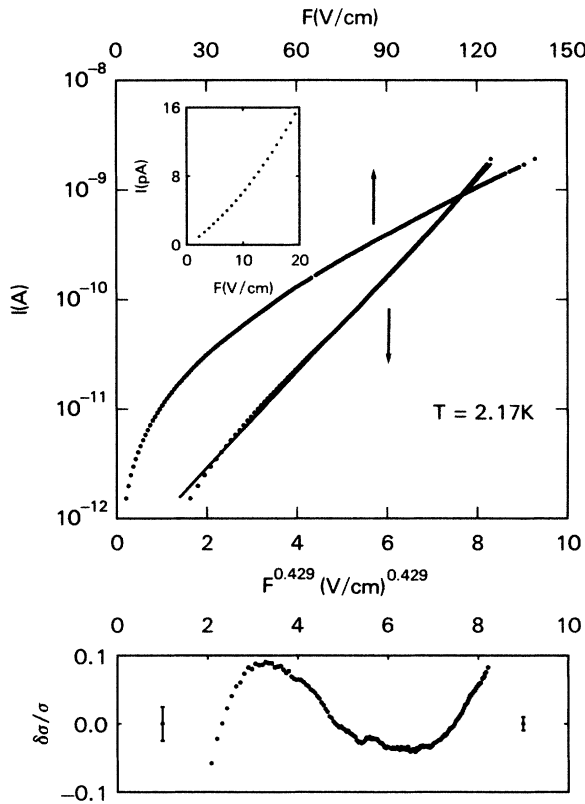 F(V/cm)
0 30 60 90 120 150
10⁻⁸
10⁻⁹
10⁻¹⁰
10⁻¹¹
10⁻¹²
I(A)
16
8
0
I(pA)
0 10 20
F(V/cm)
T = 2.17K
0 2 4 6 8 10
F^0.429 (V/cm)^0.429
0 2 4 6 8 10
0.1
0.0
−0.1
δσ/σ